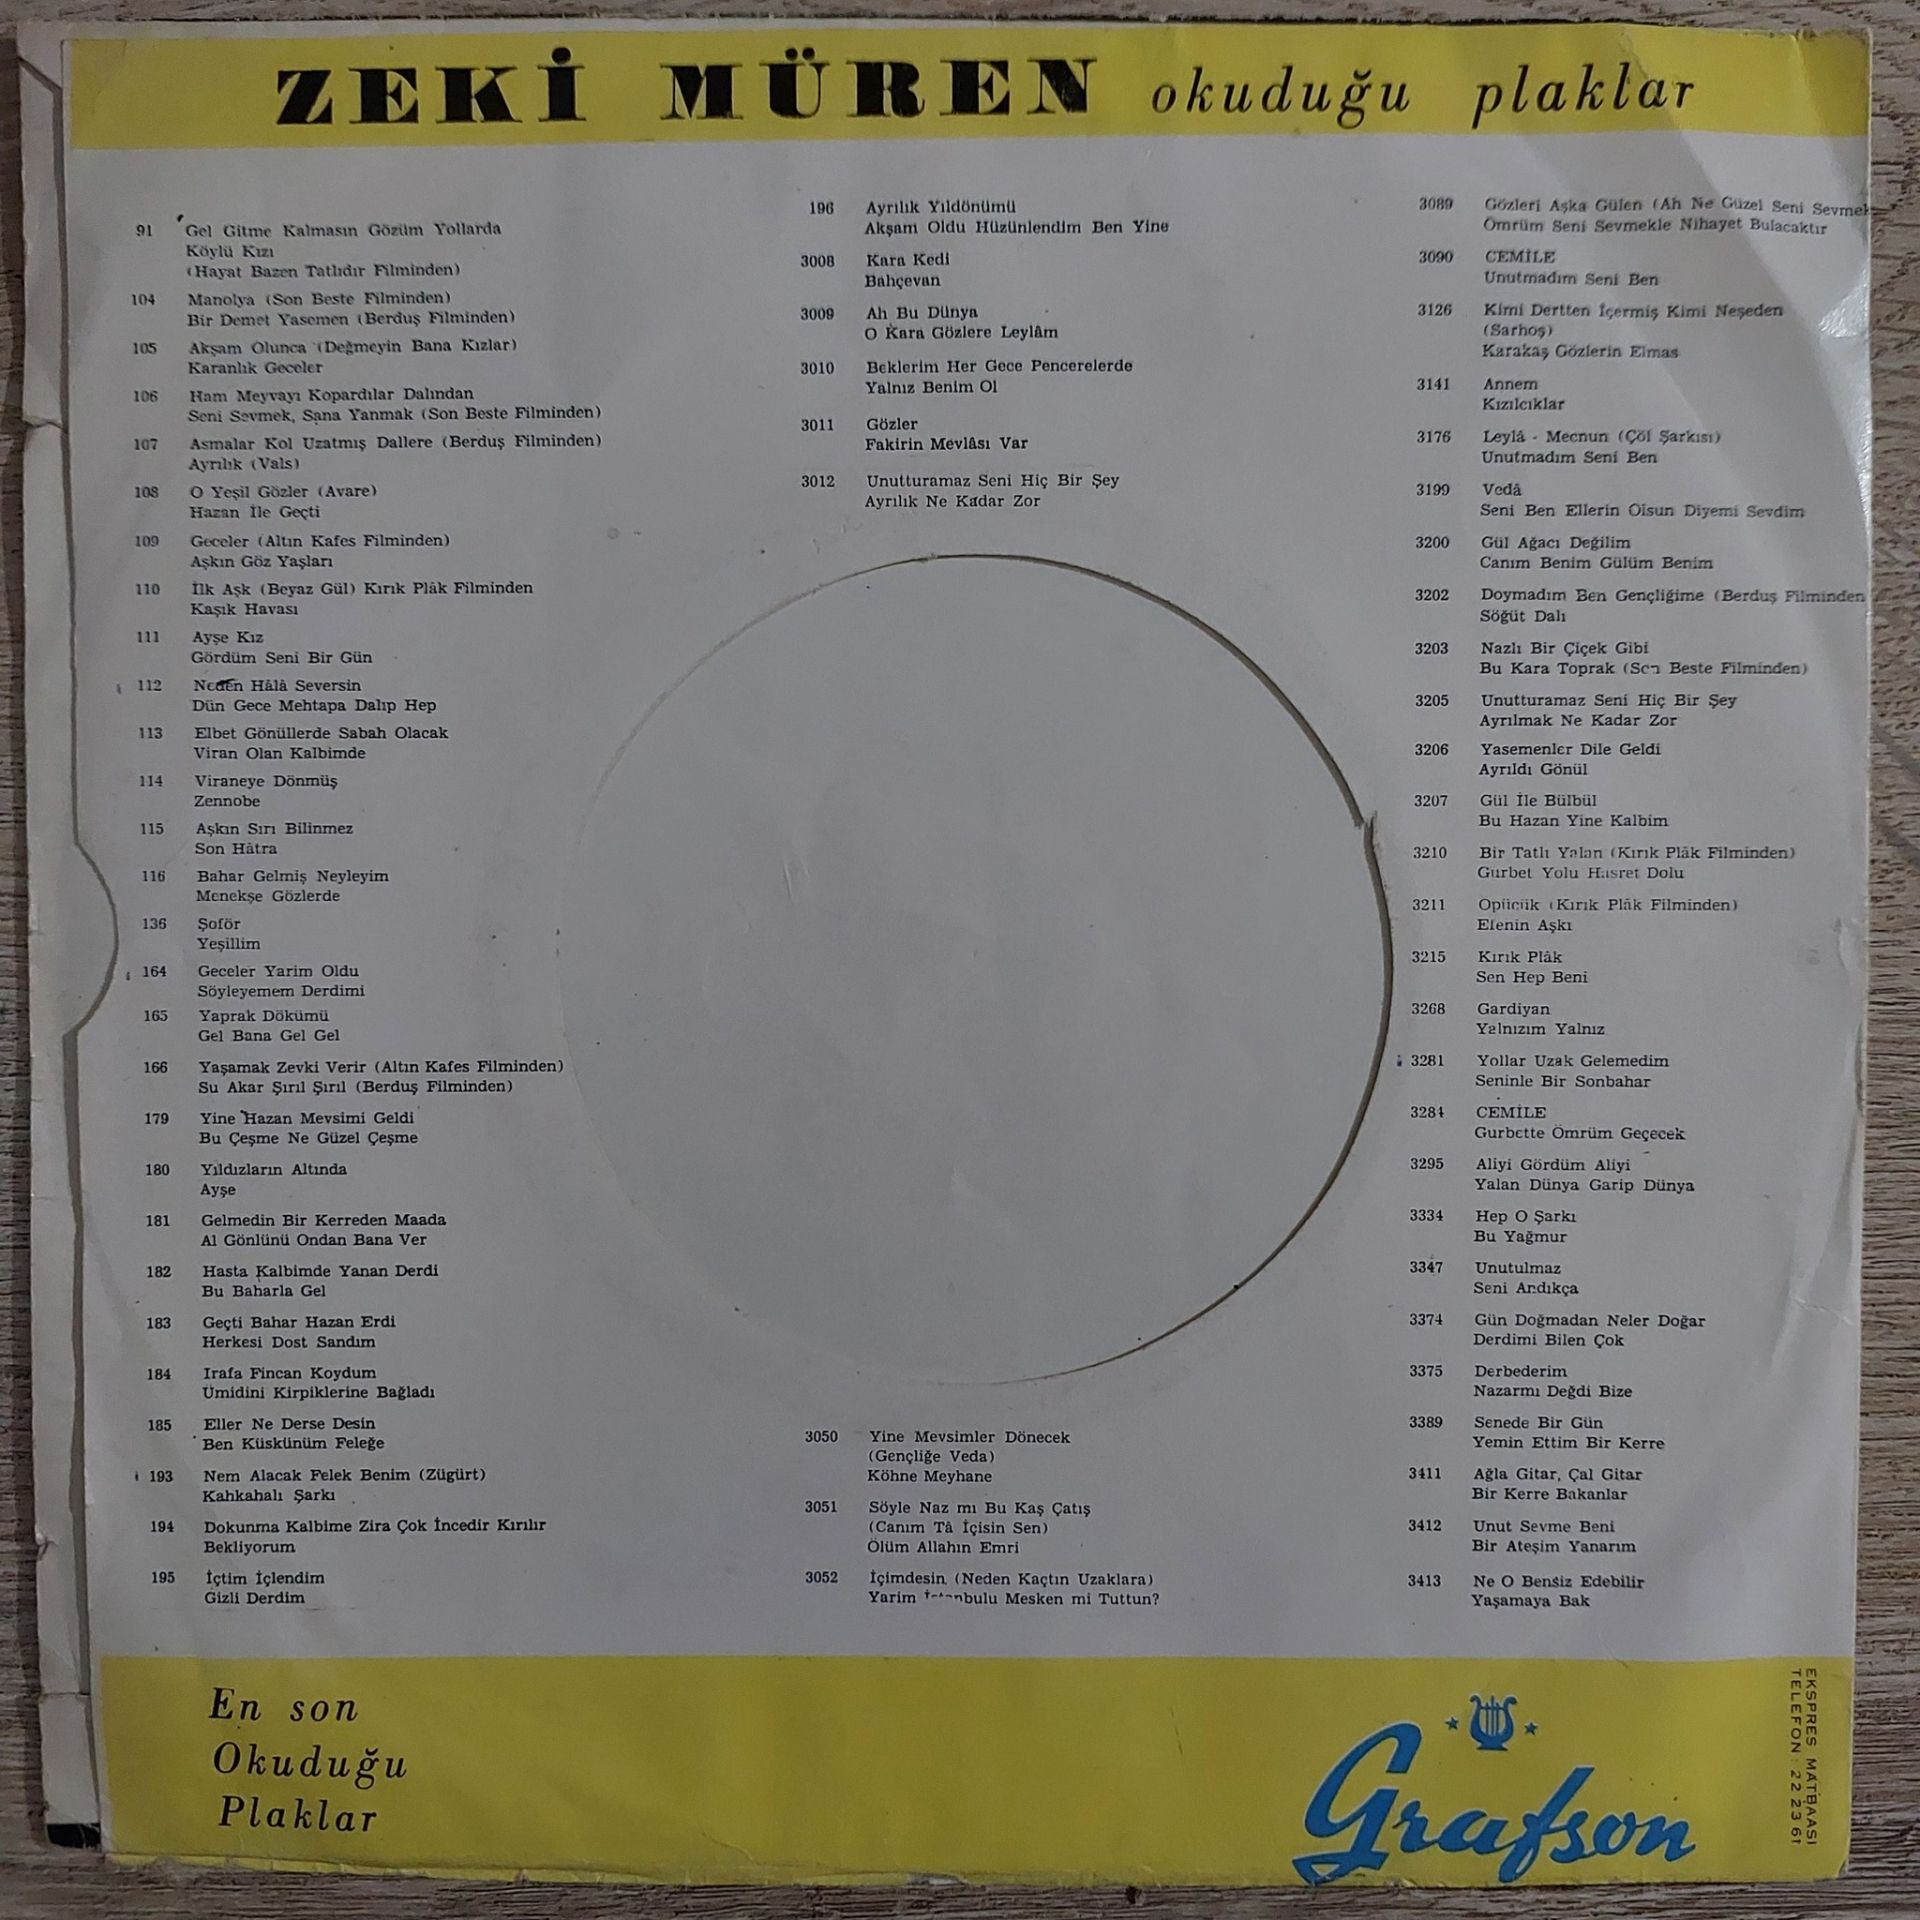 ZEKİ MÜREN okuduğu plaklar
91 Gel Gitme Kalmasın Gözüm Yollarda
Köylü Kızı
(Hayat Bazen Tatlıdır Filminden)
104 Manolya (Son Beste Filminden)
Bir Demet Yasemen (Berduş Filminden)
105 Akşam Olunca (Değmeyin Bana Kızlar)
Karanlık Geceler
106 Ham Meyvayı Kopardılar Dalından
Seni Sevmek, Sana Yanmak (Son Beste Filminden)
107 Asmalar Kol Uzatmış Dallere (Berduş Filminden)
Ayrılık (Vals)
108 O Yeşil Gözler (Avare)
Hazan İle Geçti
109 Geceler (Altın Kafes Filminden)
Aşkın Göz Yaşları
110 İlk Aşk (Beyaz Gül) Kırık Plâk Filminden
Kaşık Havası
111 Ayşe Kız
Gördüm Seni Bir Gün
112 Neden Hâlâ Seversin
Dün Gece Mehtapa Dalıp Hep
113 Elbet Gönüllerde Sabah Olacak
Viran Olan Kalbimde
114 Viraneye Dönmüş
Zennobe
115 Aşkın Sırı Bilinmez
Son Hâtra
116 Bahar Gelmiş Neyleyim
Menekşe Gözlerde
136 Şoför
Yeşillim
164 Geceler Yarim Oldu
Söyleyemem Derdimi
165 Yaprak Dökümü
Gel Bana Gel Gel
166 Yaşamak Zevki Verir (Altın Kafes Filminden)
Su Akar Şırıl Şırıl (Berduş Filminden)
179 Yine Hazan Mevsimi Geldi
Bu Çeşme Ne Güzel Çeşme
180 Yıldızların Altında
Ayşe
181 Gelmedin Bir Kerreden Maada
Al Gönlünü Ondan Bana Ver
182 Hasta Kalbimde Yanan Derdi
Bu Baharla Gel
183 Geçti Bahar Hazan Erdi
Herkesi Dost Sandım
184 Irafa Fincan Koydum
Umidini Kirpiklerine Bağladı
185 Eller Ne Derse Desin
Ben Küskünüm Feleğe
193 Nem Alacak Felek Benim (Zügürt)
Kahkahalı Şarkı
194 Dokunma Kalbime Zira Çok İncedir Kırılır
Bekliyorum
195 İçtim İçlendim
Gizli Derdim
196 Ayrılık Yıldönümü
Akşam Oldu Hüzünlendim Ben Yine
3008 Kara Kedi
Bahçevan
3009 Ah Bu Dünya
O Kara Gözlere Leylâm
3010 Beklerim Her Gece Pencerelerde
Yalnız Benim Ol
3011 Gözler
Fakirin Mevlâsı Var
3012 Unutturamaz Seni Hiç Bir Şey
Ayrılık Ne Kadar Zor
3050 Yine Mevsimler Dönecek
(Gençliğe Veda)
Köhne Meyhane
3051 Söyle Naz mı Bu Kaş Çatış
(Canım Tâ İçisin Sen)
Ölüm Allahın Emri
3052 İçimdesin (Neden Kaçtın Uzaklara)
Yarim İstanbulu Mesken mi Tuttun?
3089 Gözleri Aşka Gülen (Ah Ne Güzel Seni Sevmek
Ömrüm Seni Sevmekle Nihayet Bulacaktır
3090 CEMİLE
Unutmadım Seni Ben
3126 Kimi Dertten İçermiş Kimi Neşeden
(Sarhoş)
Karakaş Gözlerin Elmas
3141 Annem
Kızılcıklar
3176 Leylâ - Mecnun (Çöl Şarkısı)
Unutmadım Seni Ben
3199 Vedâ
Seni Ben Ellerin Olsun Diyemi Sevdim
3200 Gül Ağacı Değilim
Canım Benim Gülüm Benim
3202 Doymadım Ben Gençliğime (Berduş Filminden
Söğüt Dalı
3203 Nazlı Bir Çiçek Gibi
Bu Kara Toprak (Son Beste Filminden)
3205 Unutturamaz Seni Hiç Bir Şey
Ayrılmak Ne Kadar Zor
3206 Yasemenler Dile Geldi
Ayrıldı Gönül
3207 Gül İle Bülbül
Bu Hazan Yine Kalbim
3210 Bir Tatlı Yalan (Kırık Plâk Filminden)
Gurbet Yolu Hasret Dolu
3211 Opücük (Kırık Plâk Filminden)
Efenin Aşkı
3215 Kırık Plâk
Sen Hep Beni
3268 Gardiyan
Yalnızım Yalnız
3281 Yollar Uzak Gelemedim
Seninle Bir Sonbahar
3284 CEMİLE
Gurbette Ömrüm Geçecek
3295 Aliyi Gördüm Aliyi
Yalan Dünya Garip Dünya
3334 Hep O Şarkı
Bu Yağmur
3347 Unutulmaz
Seni Andıkça
3374 Gün Doğmadan Neler Doğar
Derdimi Bilen Çok
3375 Derbederim
Nazarmı Değdi Bize
3389 Senede Bir Gün
Yemin Ettim Bir Kerre
3411 Ağla Gitar, Çal Gitar
Bir Kerre Bakanlar
3412 Unut Sevme Beni
Bir Ateşim Yanarım
3413 Ne O Bensiz Edebilir
Yaşamaya Bak
En son
Okuduğu
Plaklar
Grafson
EKSPRES MATBAASI
TELEFON : 22 23 61